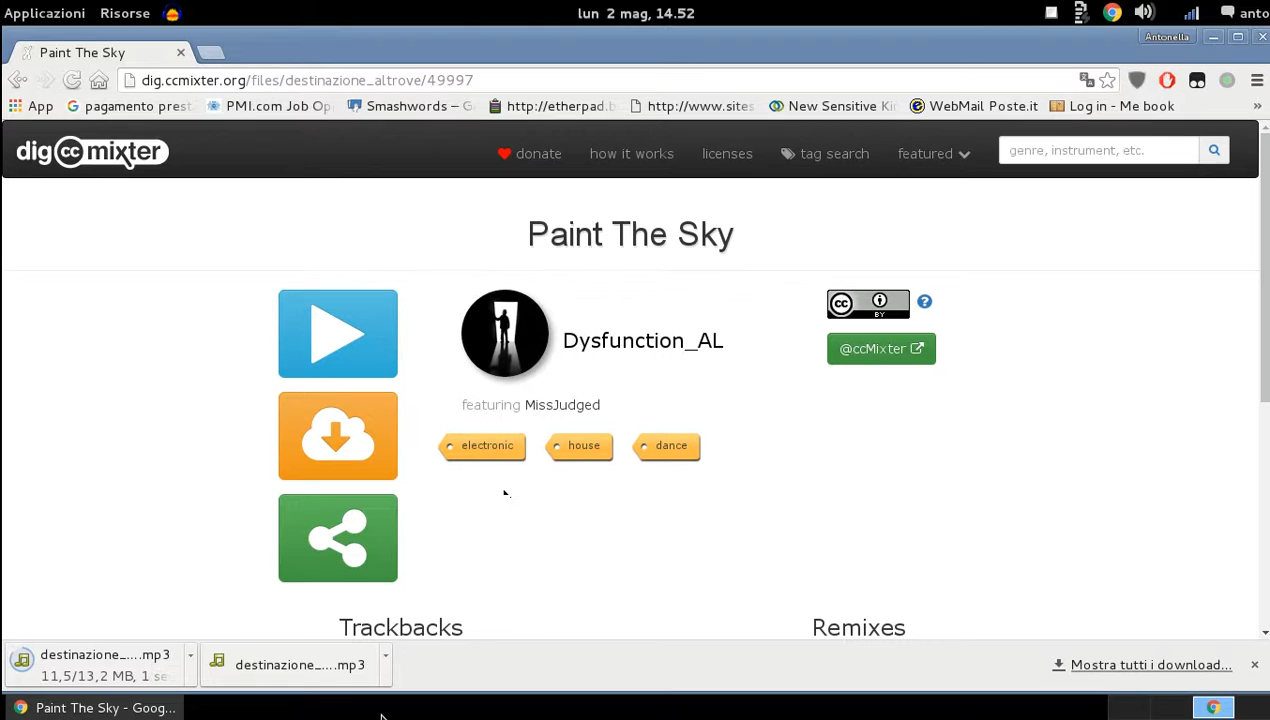 Applicazioni Risorse lun 2 mag, 14.52 anto
Paint The Sky Antonella
dig.ccmixter.org/files/destinazione_altrove/49997
App pagamento prest PMI.com Job Op Smashwords – G http://etherpad.b http://www.sites New Sensitive Ki WebMail Poste.it Log in - Me book »
dig cc mixter donate how it works licenses tag search featured genre, instrument, etc.
Paint The Sky
cc BY
Dysfunction_AL
@ccMixter
featuring MissJudged
electronic house dance
Trackbacks Remixes
destinazione_....mp3 destinazione_....mp3 Mostra tutti i download...
11,5/13,2 MB, 1 se
Paint The Sky - Goog...